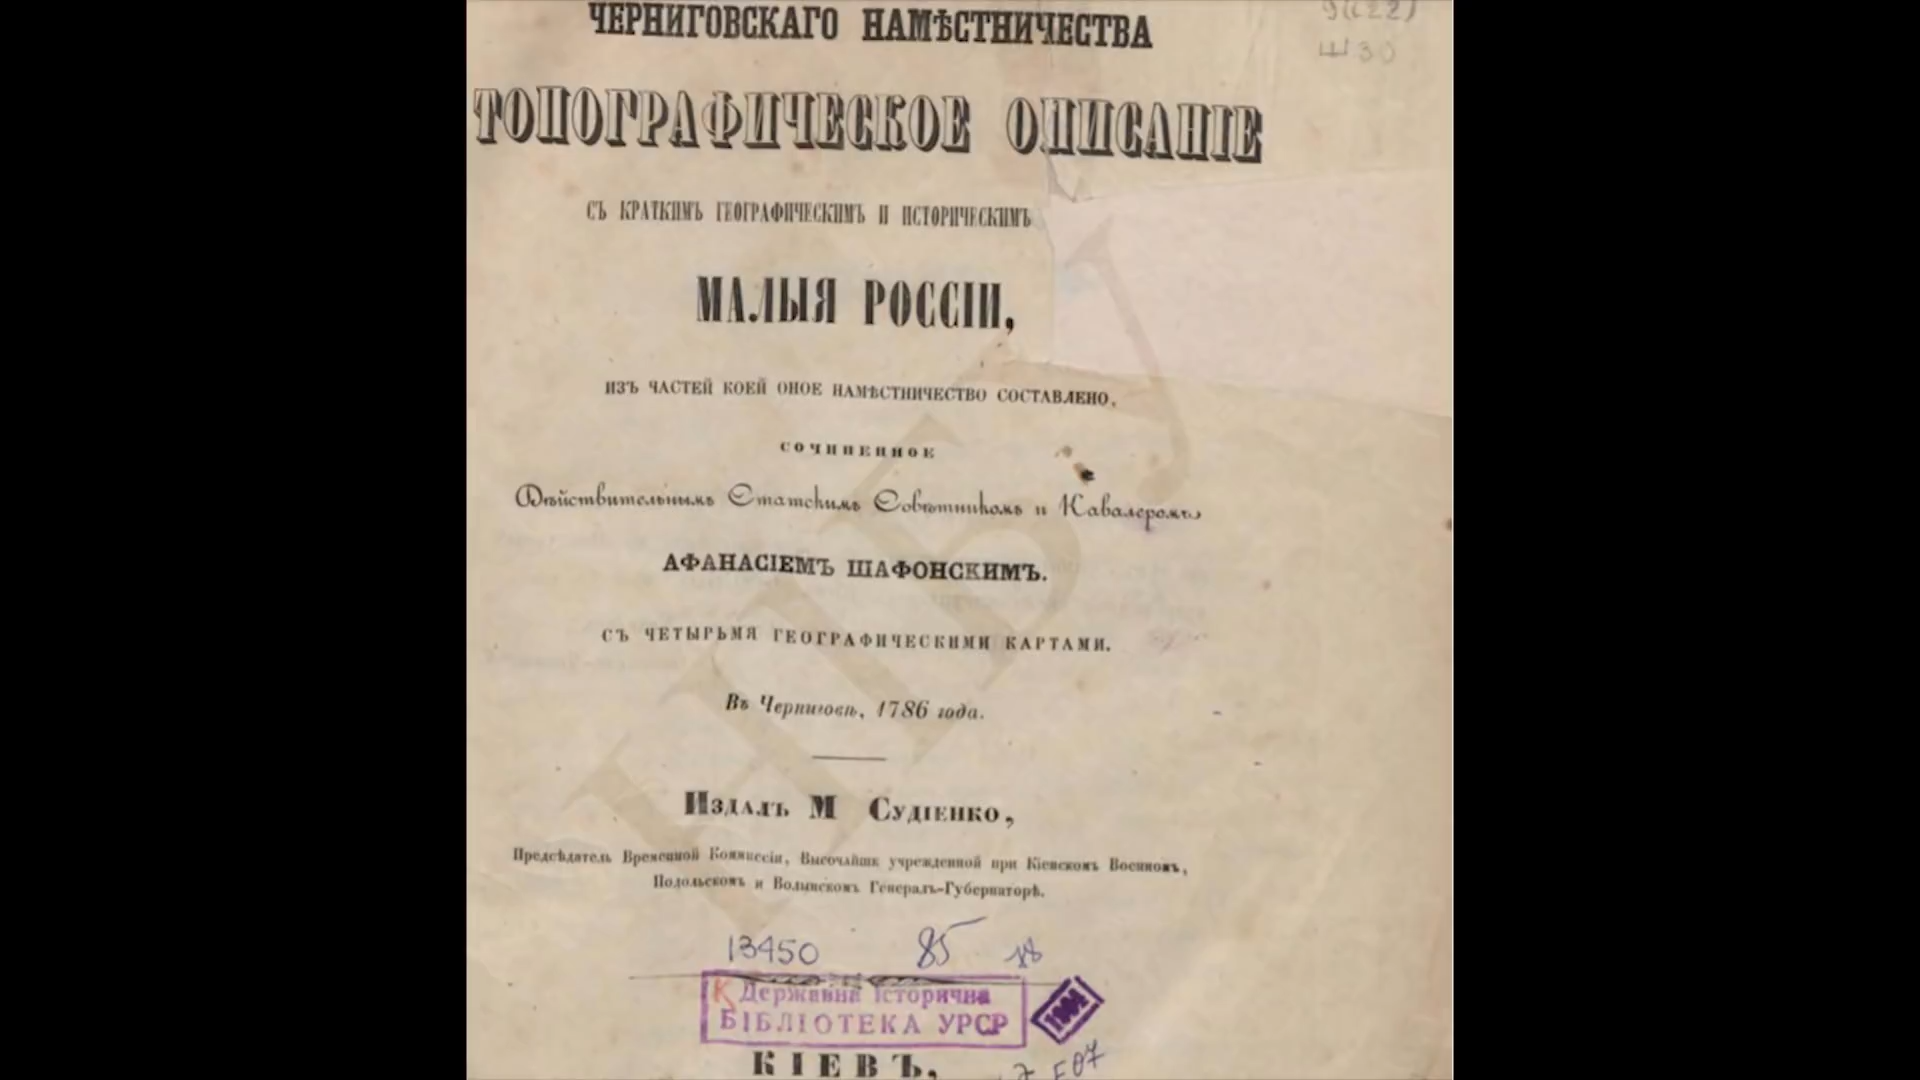 9(С22)
Ш30
ЧЕРНИГОВСКАГО НАМѢСТНИЧЕСТВА
ТОПОГРАФИЧЕСКОЕ ОПИСАНІЕ
СЪ КРАТКИМЪ ГЕОГРАФИЧЕСКИМЪ И ИСТОРИЧЕСКИМЪ
МАЛЫЯ РОССІИ,
ИЗЪ ЧАСТЕЙ КОЕЙ ОНОЕ НАМѢСТНИЧЕСТВО СОСТАВЛЕНО,
СОЧИНЕННОЕ
Дѣйствительнымъ Статскимъ Совѣтникомъ и Кавалеромъ
АФАНАСІЕМЪ ШАФОНСКИМЪ.
СЪ ЧЕТЫРЬМЯ ГЕОГРАФИЧЕСКИМИ КАРТАМИ.
Въ Черниговѣ, 1786 года.
Издалъ М Судіенко,
Предсѣдатель Временной Коммиссіи, Высочайше учрежденной при Кіевскомъ Военномъ,
Подольскомъ и Волынскомъ Генералъ-Губернаторѣ.
13450 85
К Державна Історична
БІБЛІОТЕКА УРСР
КІЕВЪ,
НБУ